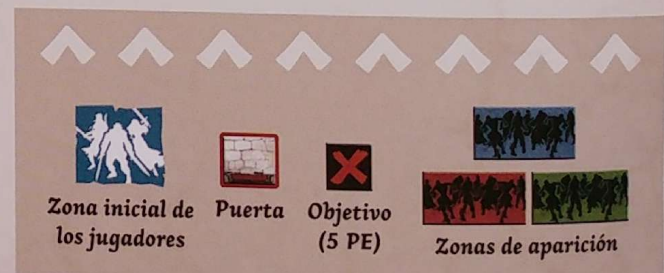 Zona inicial de
los jugadores
Puerta
Objetivo
(5 PE)
Zonas de aparición